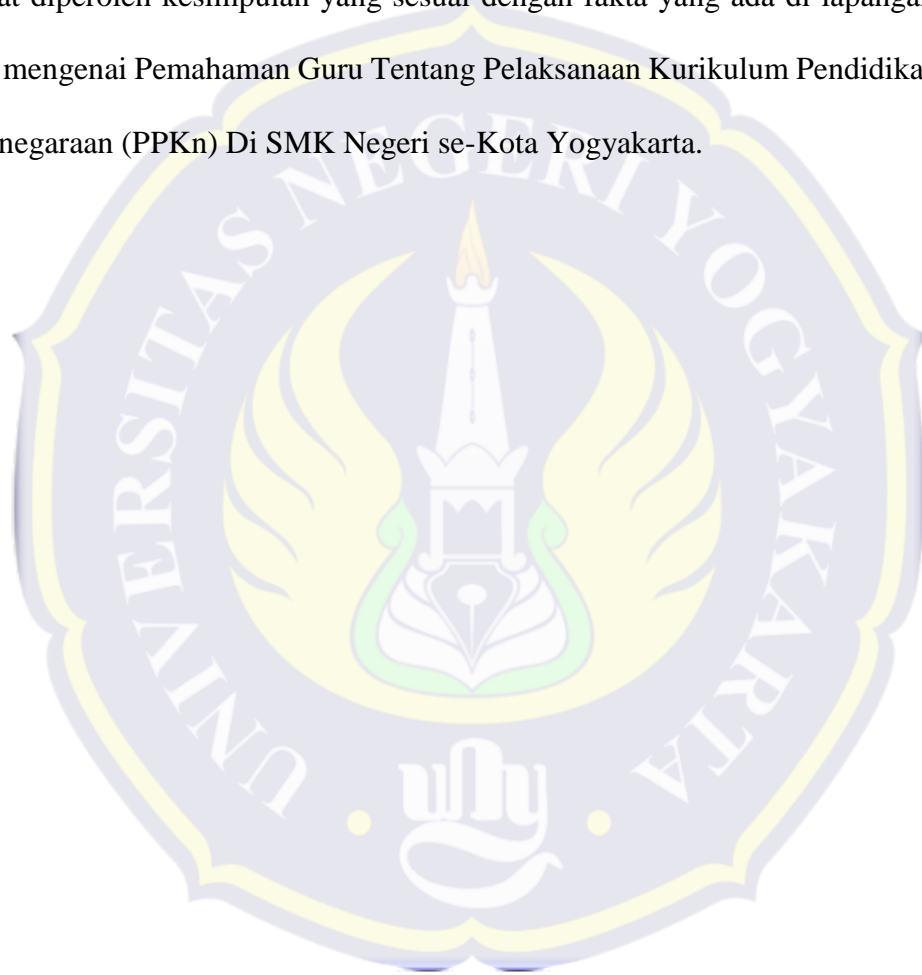 at diperoleh kesimpulan yang sesuai dengan fakta yang ada di lapangan
mengenai Pemahaman Guru Tentang Pelaksanaan Kurikulum Pendidika
negaraan (PPKn) Di SMK Negeri se-Kota Yogyakarta.
UNIVERSITAS NEGERI YOGYAKARTA
uny